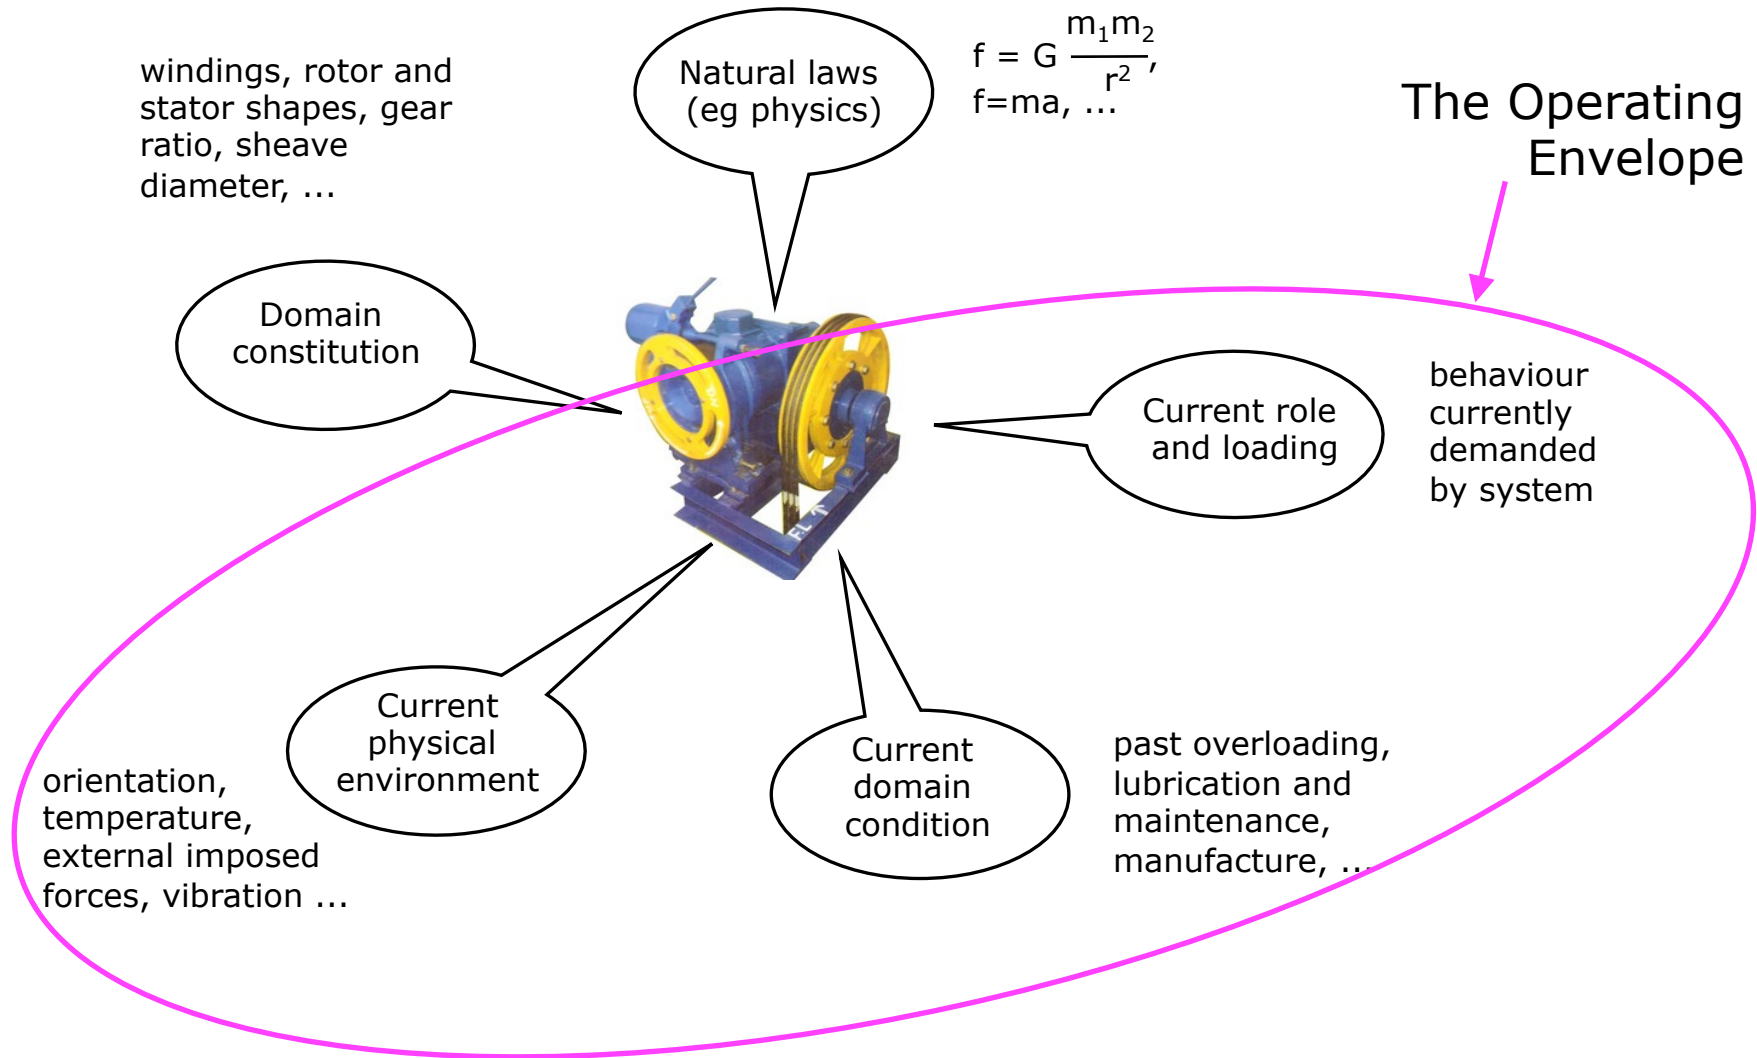 windings, rotor and
stator shapes, gear
ratio, sheave
diameter, ...
Natural laws
(eg physics)
f = G m₁m₂/r²,
f=ma, ...
The Operating
Envelope
Domain
constitution
Current role
and loading
behaviour
currently
demanded
by system
F.L ↑
Current
physical
environment
orientation,
temperature,
external imposed
forces, vibration ...
Current
domain
condition
past overloading,
lubrication and
maintenance,
manufacture, ...